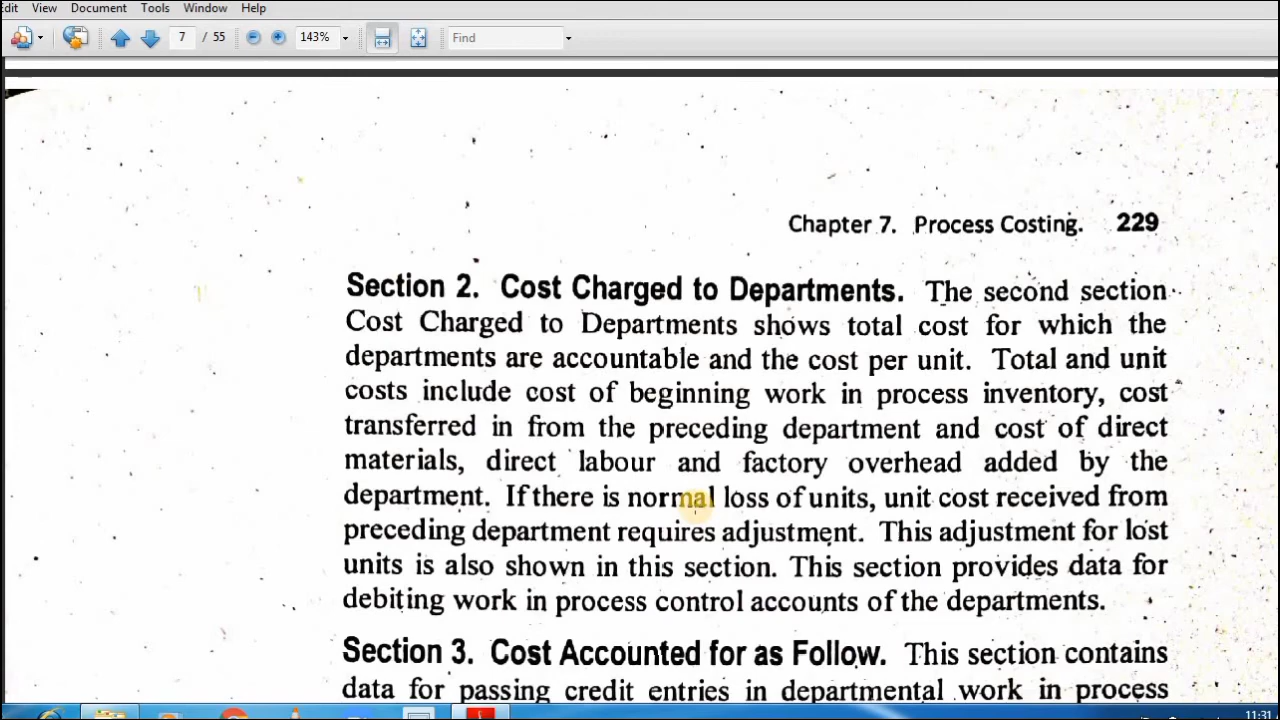 dit View Document Tools Window Help
7 / 55 143% Find
Chapter 7. Process Costing. 229
Section 2. Cost Charged to Departments. The second section
Cost Charged to Departments shows total cost for which the
departments are accountable and the cost per unit. Total and unit
costs include cost of beginning work in process inventory, cost
transferred in from the preceding department and cost of direct
materials, direct labour and factory overhead added by the
department. If there is normal loss of units, unit cost received from
preceding department requires adjustment. This adjustment for lost
units is also shown in this section. This section provides data for
debiting work in process control accounts of the departments.
Section 3. Cost Accounted for as Follow. This section contains
data for passing credit entries in departmental work in process
11:31